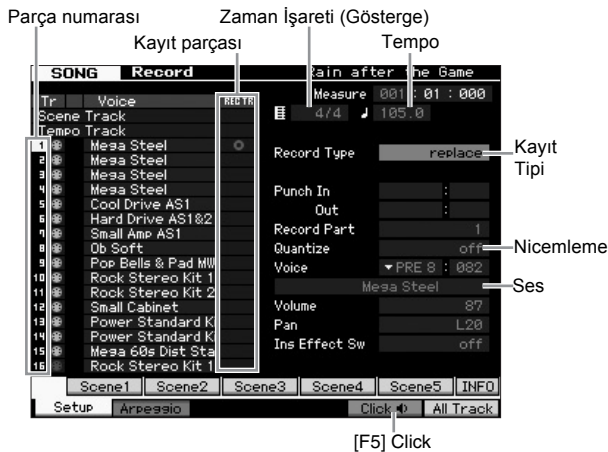 Parça numarası
Zaman İşareti (Gösterge)
Kayıt parçası
Tempo
SONG Record Rain after the Game
Measure 001 : 01 : 000
Tr Voice REC TR
4/4 105.0
Scene Track
Tempo Track
1 Mega Steel
2 Mega Steel
3 Mega Steel
4 Mega Steel
5 Cool Drive AS1
6 Hard Drive AS1&2
7 Small Amp AS1
8 Ob Soft
9 Pop Bells & Pad MW
10 Rock Stereo Kit 1
11 Rock Stereo Kit 2
12 Small Cabinet
13 Power Standard K
14 Power Standard K
15 Mega 60s Dist Sta
16 Rock Stereo Kit 1
Record Type replace
Kayıt
Tipi
Punch In :
Out :
Record Part 1
Quantize off
Nicemleme
Voice PRE 8 : 082
Mega Steel
Ses
Volume 87
Pan L20
Ins Effect Sw off
Scene1 Scene2 Scene3 Scene4 Scene5 INFO
Setup Arpeggio Click All Track
[F5] Click